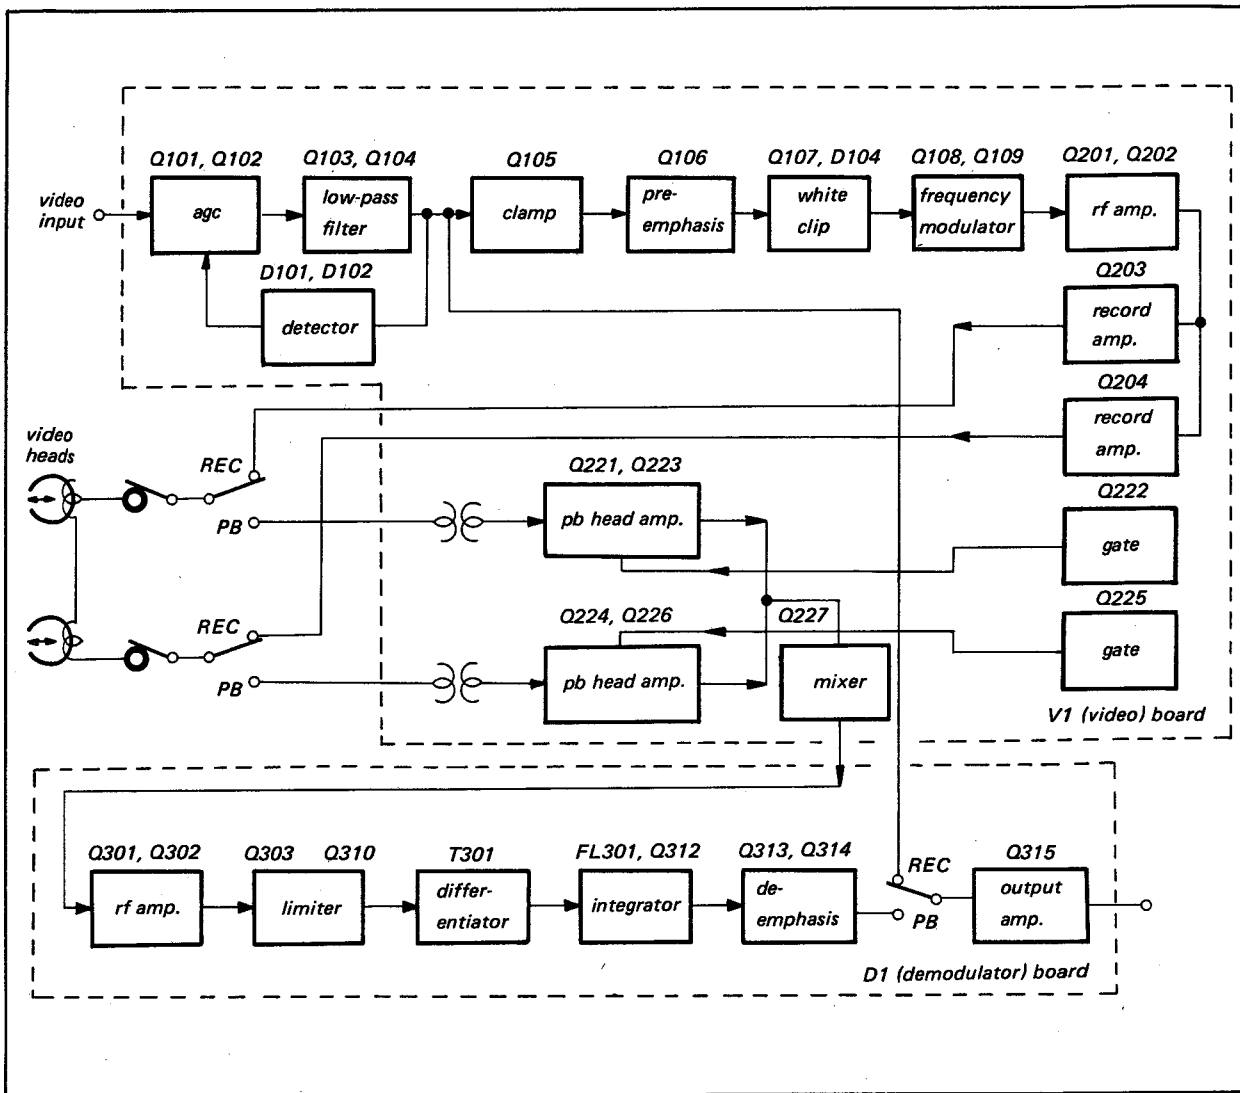 Q101, Q102
Q103, Q104
Q105
Q106
Q107, D104
Q108, Q109
Q201, Q202
video
input
agc
low-pass
filter
clamp
pre-
emphasis
white
clip
frequency
modulator
rf amp.
D101, D102
detector
Q203
record
amp.
Q204
record
amp.
video
heads
REC
PB
Q221, Q223
pb head amp.
Q222
gate
REC
PB
Q224, Q226
pb head amp.
Q227
mixer
Q225
gate
V1 (video) board
Q301, Q302
Q303 Q310
T301
FL301, Q312
Q313, Q314
REC
PB
Q315
rf amp.
limiter
differ-
entiator
integrator
de-
emphasis
output
amp.
D1 (demodulator) board